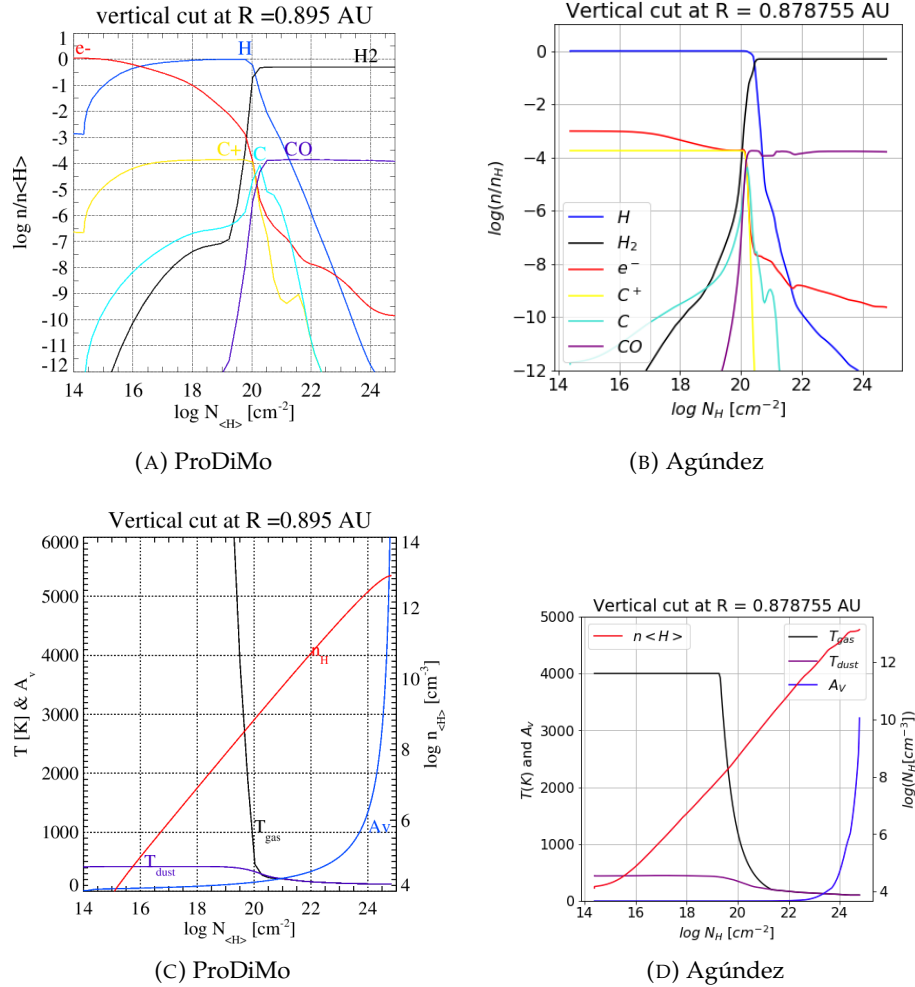 vertical cut at R =0.895 AU
1
0
-1
-2
-3
-4
-5
-6
-7
-8
-9
-10
-11
-12
log n/n<H>
e-
H
H2
C+
C
CO
14 16 18 20 22 24
log N<H> [cm-2]
(A) ProDiMo
Vertical cut at R = 0.878755 AU
0
−2
−4
−6
−8
−10
−12
log(n/nH)
H
H2
e−
C+
C
CO
14 16 18 20 22 24
log NH [cm−2]
(B) Agúndez
Vertical cut at R =0.895 AU
6000
5000
4000
3000
2000
1000
0
T [K] & Av
14
12
10
8
6
4
log n<H> [cm-3]
nH
Tgas
Tdust
Av
14 16 18 20 22 24
log N<H> [cm-2]
(C) ProDiMo
Vertical cut at R = 0.878755 AU
5000
4000
3000
2000
1000
0
T(K) and Av
n<H>
Tgas
Tdust
AV
12
10
8
6
4
log(NH[cm−3])
14 16 18 20 22 24
log NH [cm−2]
(D) Agúndez